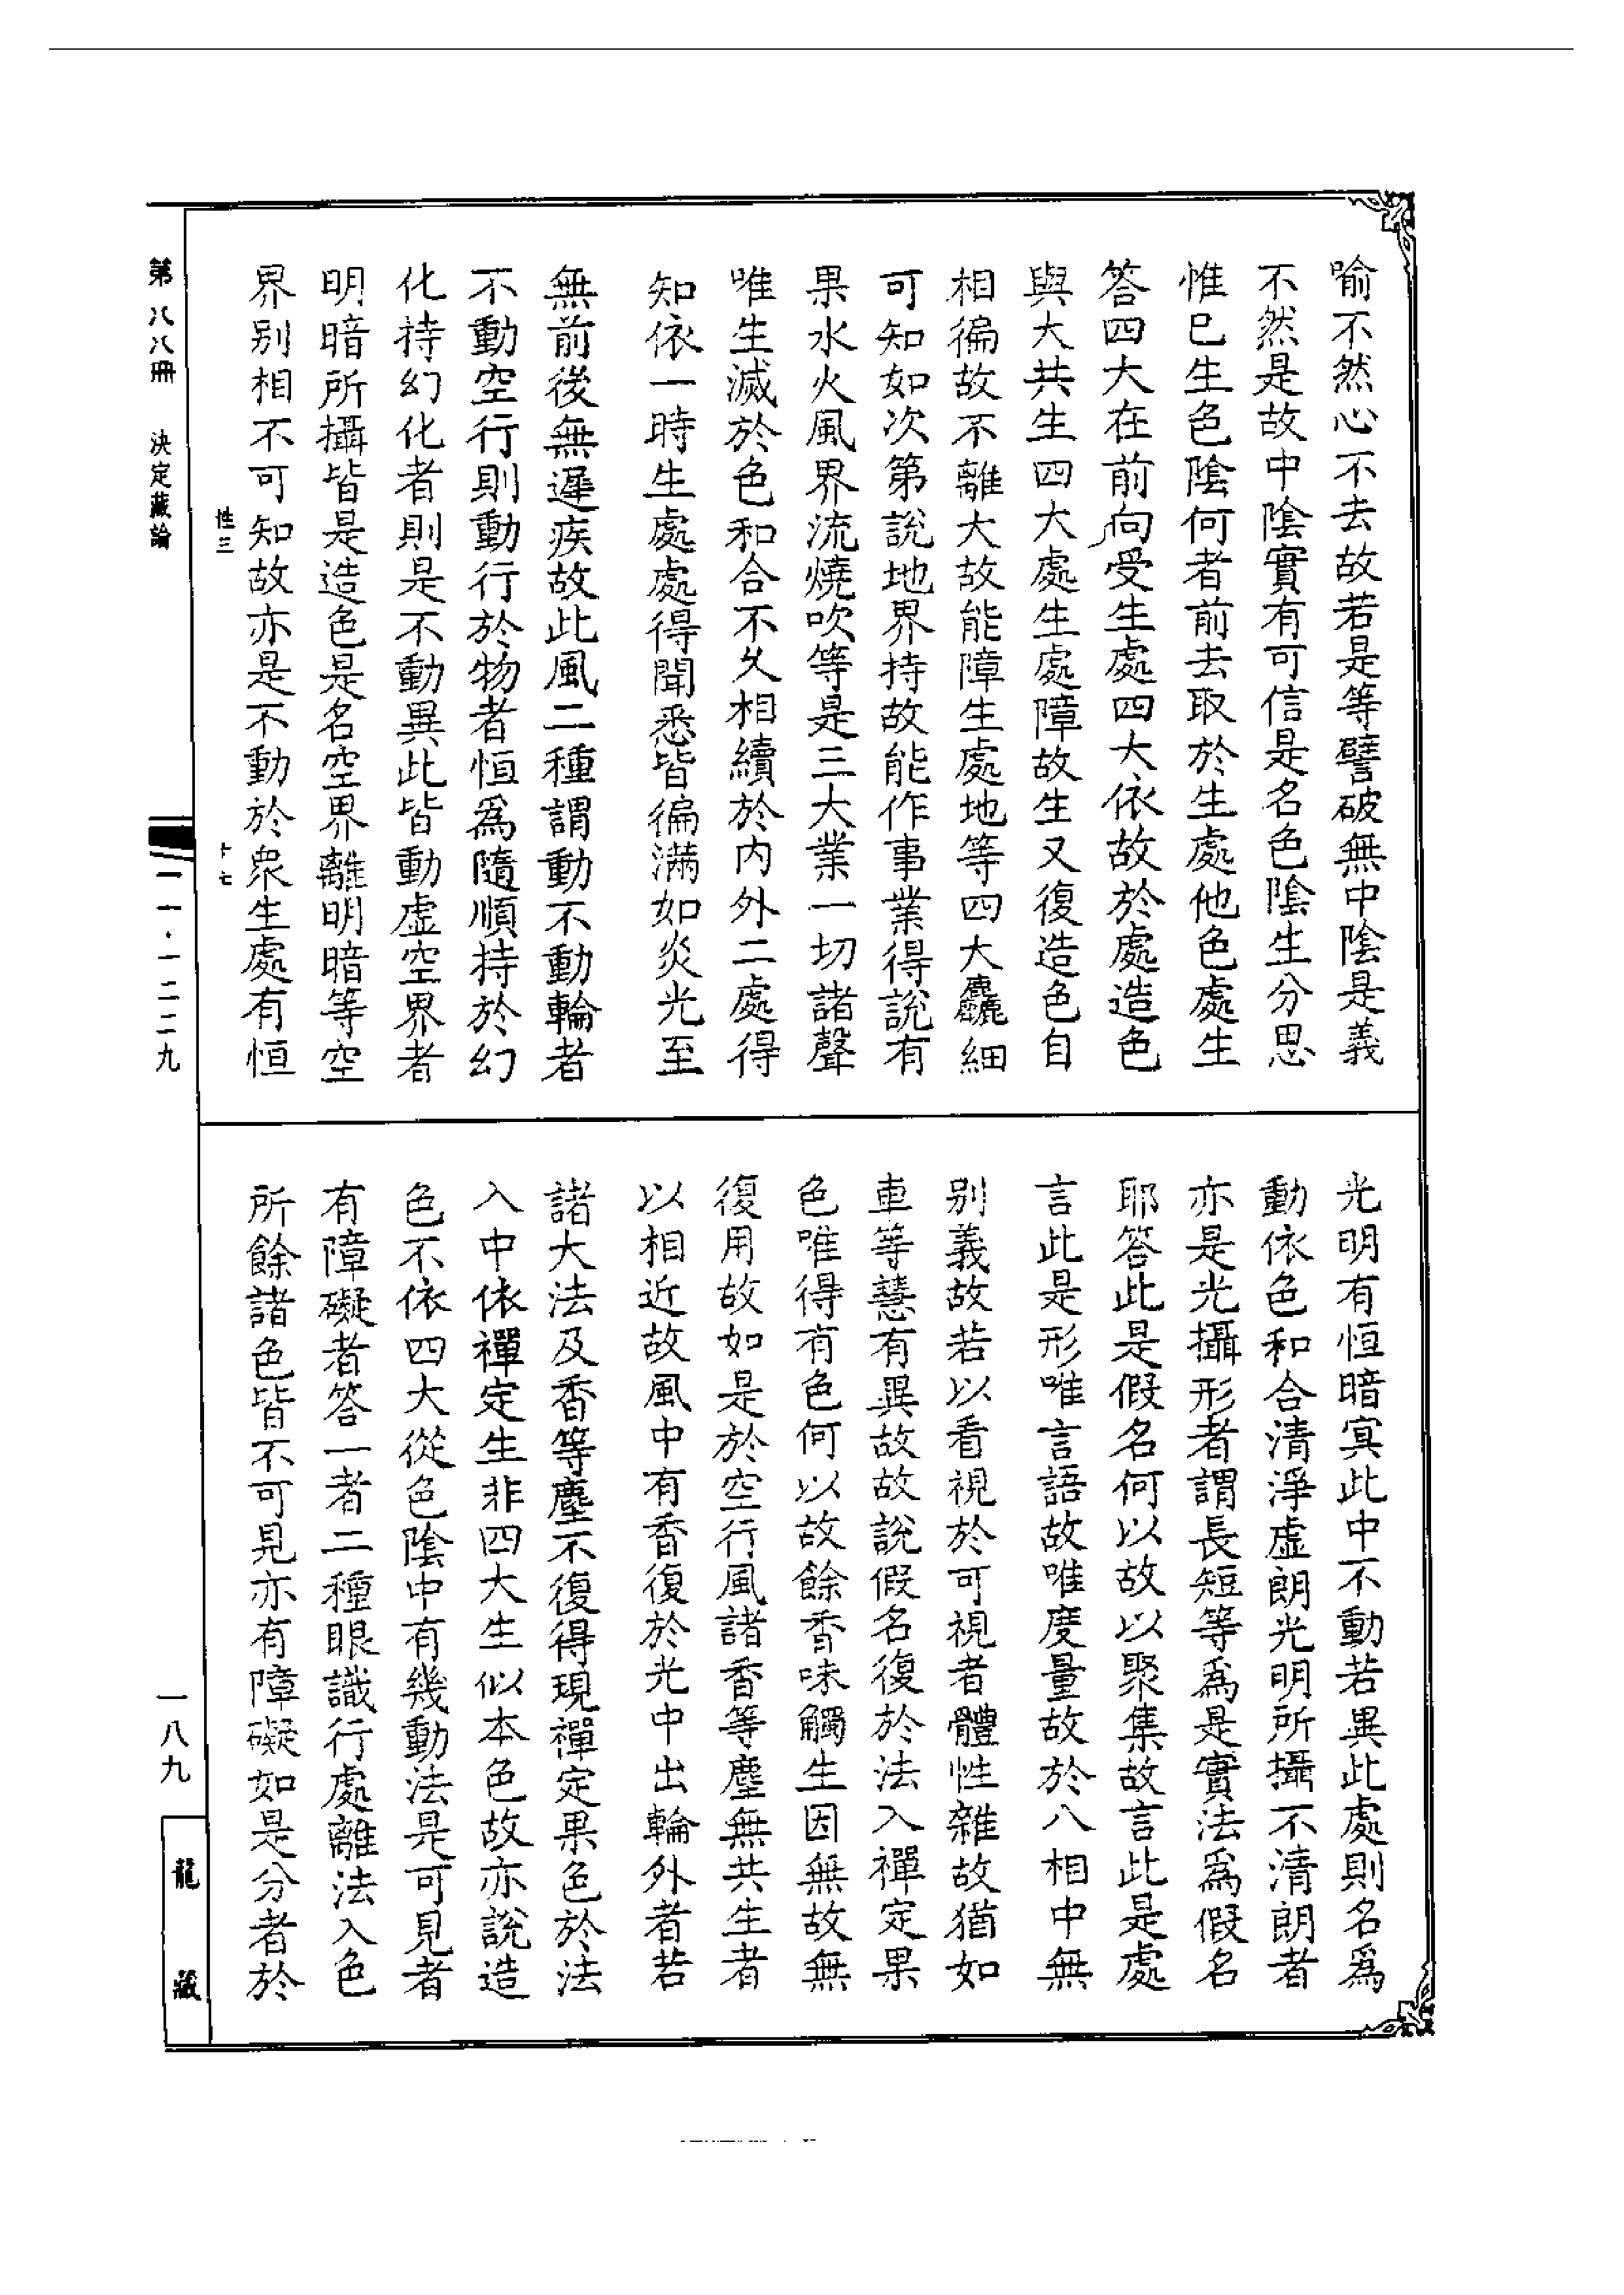 喻不然心不去故若是等譬破無中陰是義
不然是故中陰實有可信是名色陰生分思
惟已生色陰何者前去取於生處他色處生
答四大在前向受生處四大依故於處造色
與大共生四大處生處障故生又復造色自
相徧故不離大故能障生處地等四大麤細
可知如次第說地界持故能作事業得說有
果水火風界流燒吹等是三大業一切諸聲
唯生滅於色和合不久相續於內外二處得
知依一時生處處得聞悉皆徧滿如炎光至
無前後無遲疾故此風二種謂動不動輪者
不動空行則動行於物者恒爲隨順持於幻
化持幻化者則是不動異此皆動虛空界者
明暗所攝皆是造色是名空界離明暗等空
界別相不可知故亦是不動於衆生處有恒
光明有恒暗冥此中不動若異此處則名爲
動依色和合清淨虛朗光明所攝不清朗者
亦是光攝形者謂長短等爲是實法爲假名
耶答此是假名何以故以聚集故言此是處
言此是形唯言語故唯度量故於八相中無
別義故若以看視於可視者體性雜故猶如
車等慧有異故故說假名復於法入禪定果
色唯得有色何以故餘香味觸生因無故無
復用故如是於空行風諸香等塵無共生者
以相近故風中有香復於光中出輪外者若
諸大法及香等塵不復得現禪定果色於法
入中依禪定生非四大生似本色故亦說造
色不依四大從色陰中有幾動法是可見者
有障礙者答一者二種眼識行處離法入色
所餘諸色皆不可見亦有障礙如是分者於
性三
十七
第八八冊 決定藏論
一一一·一二二九
一八九
龍藏